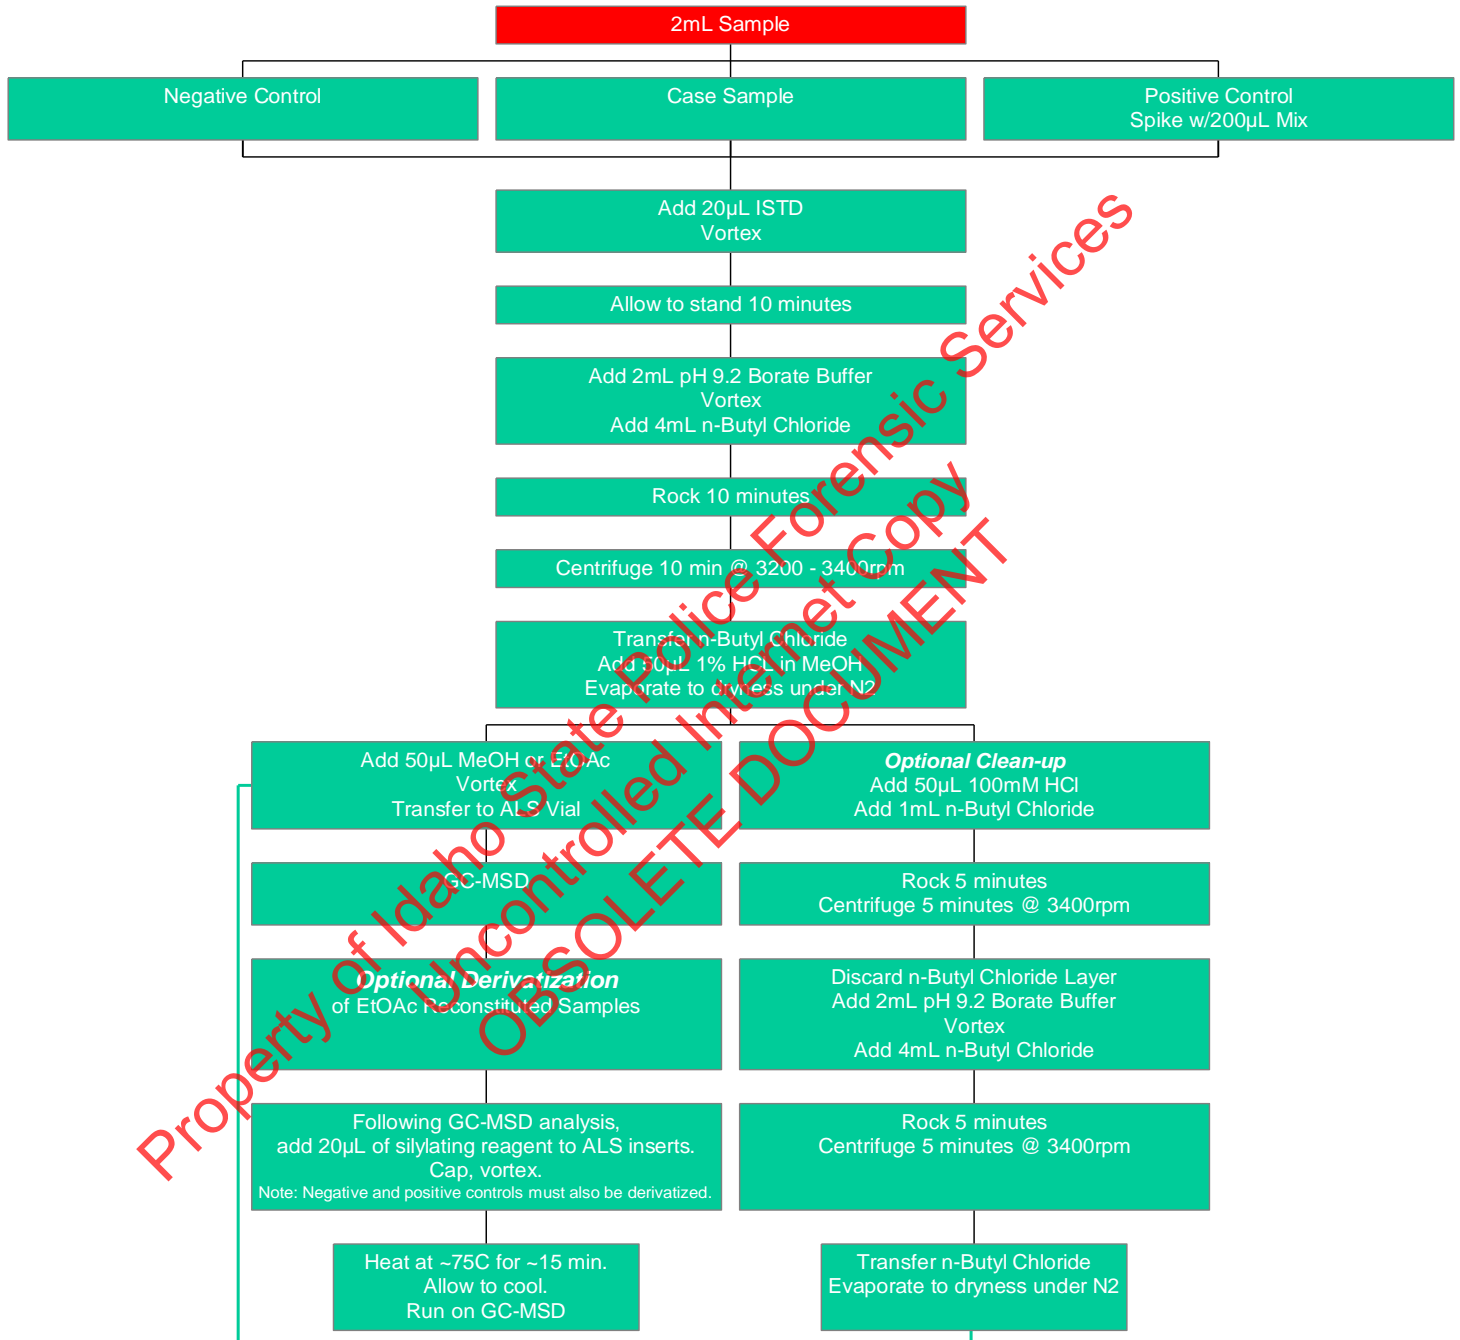 2mL Sample
Negative Control
Case Sample
Positive Control
Spike w/200µL Mix
Add 20µL ISTD
Vortex
Allow to stand 10 minutes
Add 2mL pH 9.2 Borate Buffer
Vortex
Add 4mL n-Butyl Chloride
Rock 10 minutes
Centrifuge 10 min @ 3200 - 3400rpm
Transfer n-Butyl Chloride
Add 50µL 1% HCL in MeOH
Evaporate to dryness under N2
Add 50µL MeOH or EtOAc
Vortex
Transfer to ALS Vial
GC-MSD
Optional Derivatization
of EtOAc Reconstituted Samples
Following GC-MSD analysis,
add 20µL of silylating reagent to ALS inserts.
Cap, vortex.
Note: Negative and positive controls must also be derivatized.
Heat at ~75C for ~15 min.
Allow to cool.
Run on GC-MSD
Optional Clean-up
Add 50µL 100mM HCl
Add 1mL n-Butyl Chloride
Rock 5 minutes
Centrifuge 5 minutes @ 3400rpm
Discard n-Butyl Chloride Layer
Add 2mL pH 9.2 Borate Buffer
Vortex
Add 4mL n-Butyl Chloride
Rock 5 minutes
Centrifuge 5 minutes @ 3400rpm
Transfer n-Butyl Chloride
Evaporate to dryness under N2
Property of Idaho State Police Forensic Services
Uncontrolled Internet Copy
OBSOLETE DOCUMENT